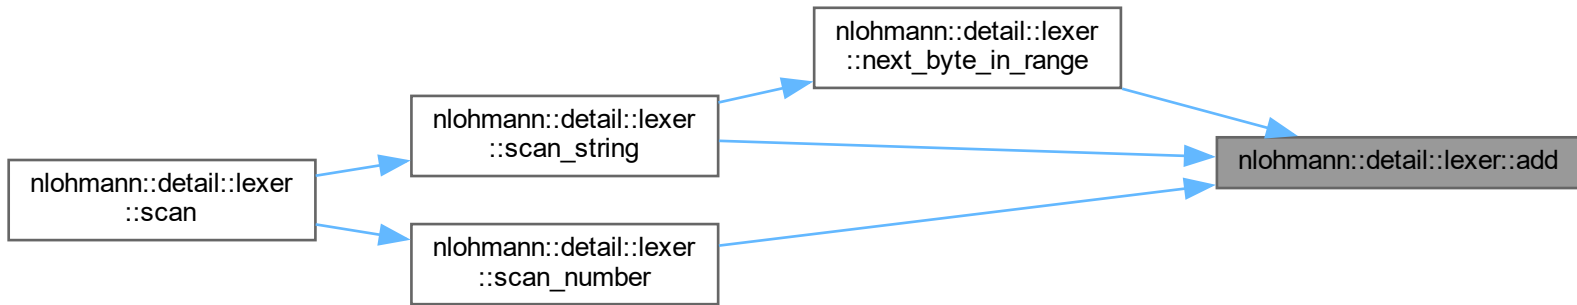 nlohmann::detail::lexer
::next_byte_in_range
nlohmann::detail::lexer
::scan_string
nlohmann::detail::lexer::add
nlohmann::detail::lexer
::scan
nlohmann::detail::lexer
::scan_number